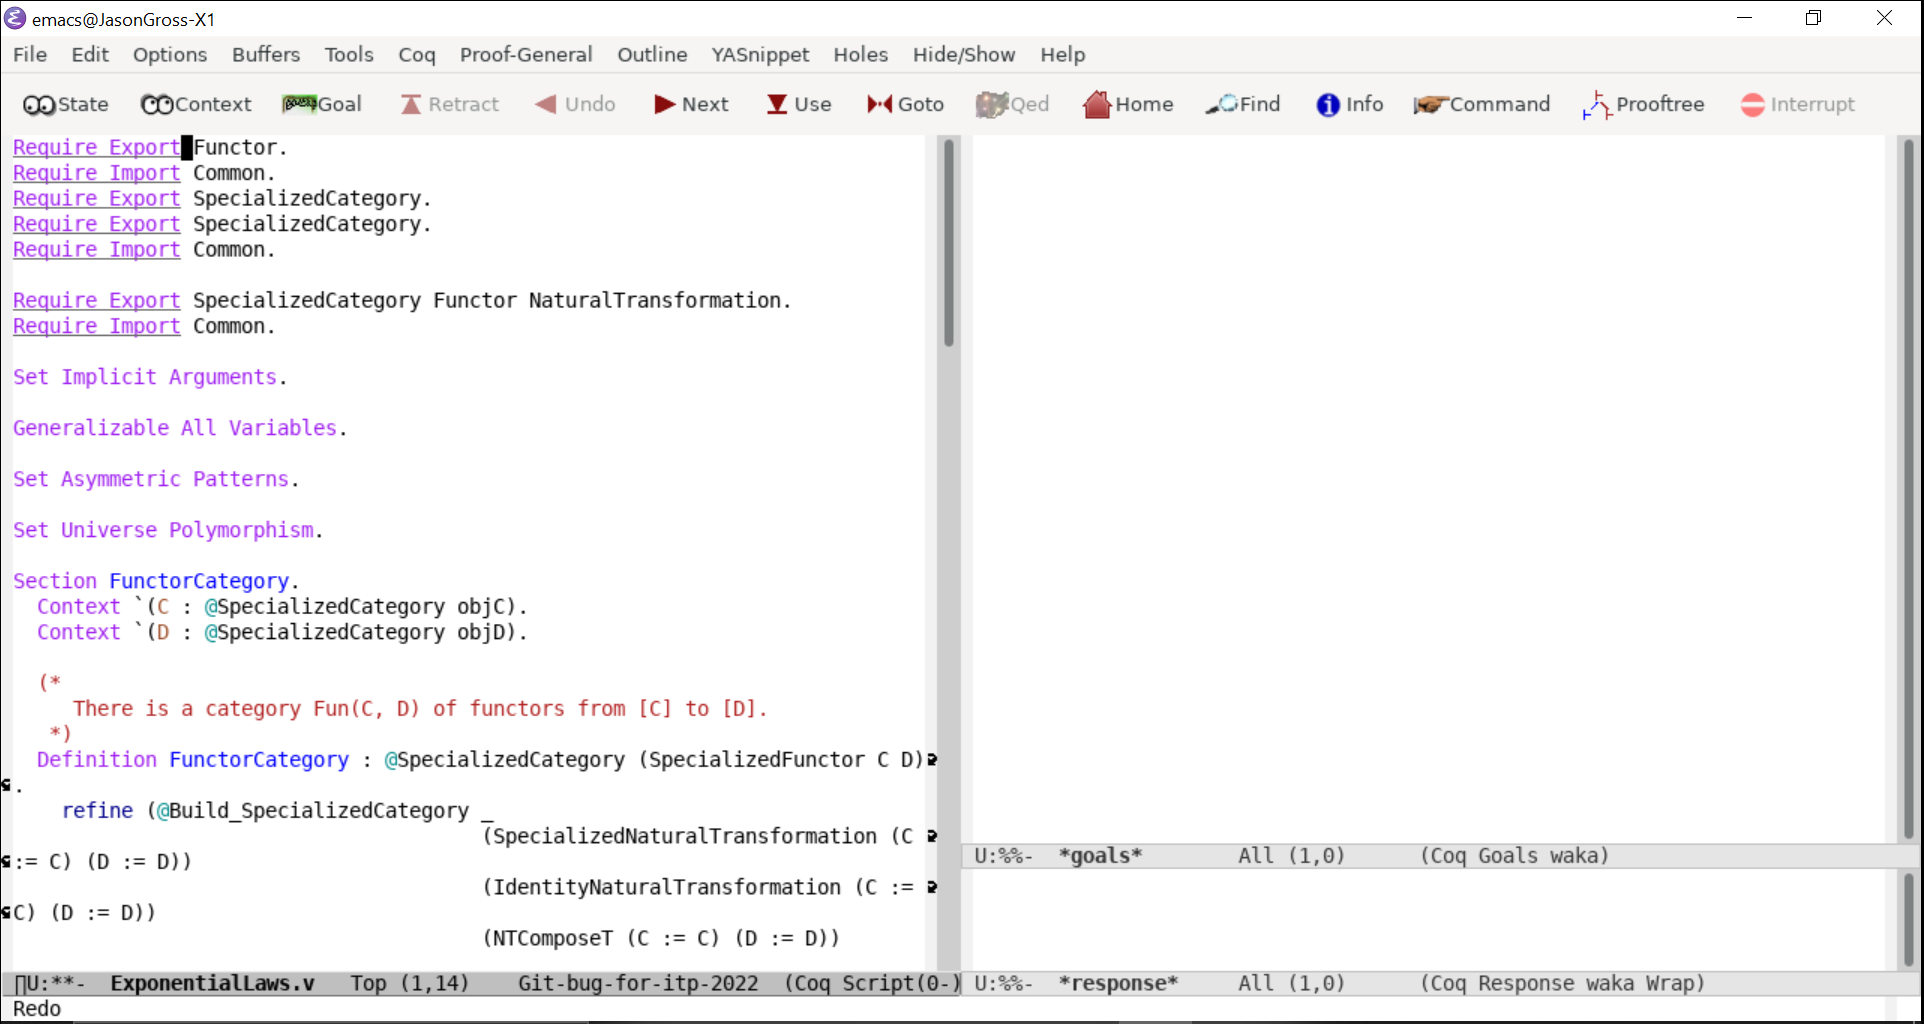 emacs@JasonGross-X1
File Edit Options Buffers Tools Coq Proof-General Outline YASnippet Holes Hide/Show Help
State Context Goal Retract Undo Next Use Goto Qed Home Find Info Command Prooftree Interrupt
Require Export Functor.
Require Import Common.
Require Export SpecializedCategory.
Require Export SpecializedCategory.
Require Import Common.
Require Export SpecializedCategory Functor NaturalTransformation.
Require Import Common.
Set Implicit Arguments.
Generalizable All Variables.
Set Asymmetric Patterns.
Set Universe Polymorphism.
Section FunctorCategory.
Context `(C : @SpecializedCategory objC).
Context `(D : @SpecializedCategory objD).
(*
There is a category Fun(C, D) of functors from [C] to [D].
*)
Definition FunctorCategory : @SpecializedCategory (SpecializedFunctor C D)
.
refine (@Build_SpecializedCategory _
(SpecializedNaturalTransformation (C
:= C) (D := D))
(IdentityNaturalTransformation (C :=
C) (D := D))
(NTComposeT (C := C) (D := D))
U:**- ExponentialLaws.v Top (1,14) Git-bug-for-itp-2022 (Coq Script(0-)
Redo
U:%%- *goals* All (1,0) (Coq Goals waka)
U:%%- *response* All (1,0) (Coq Response waka Wrap)